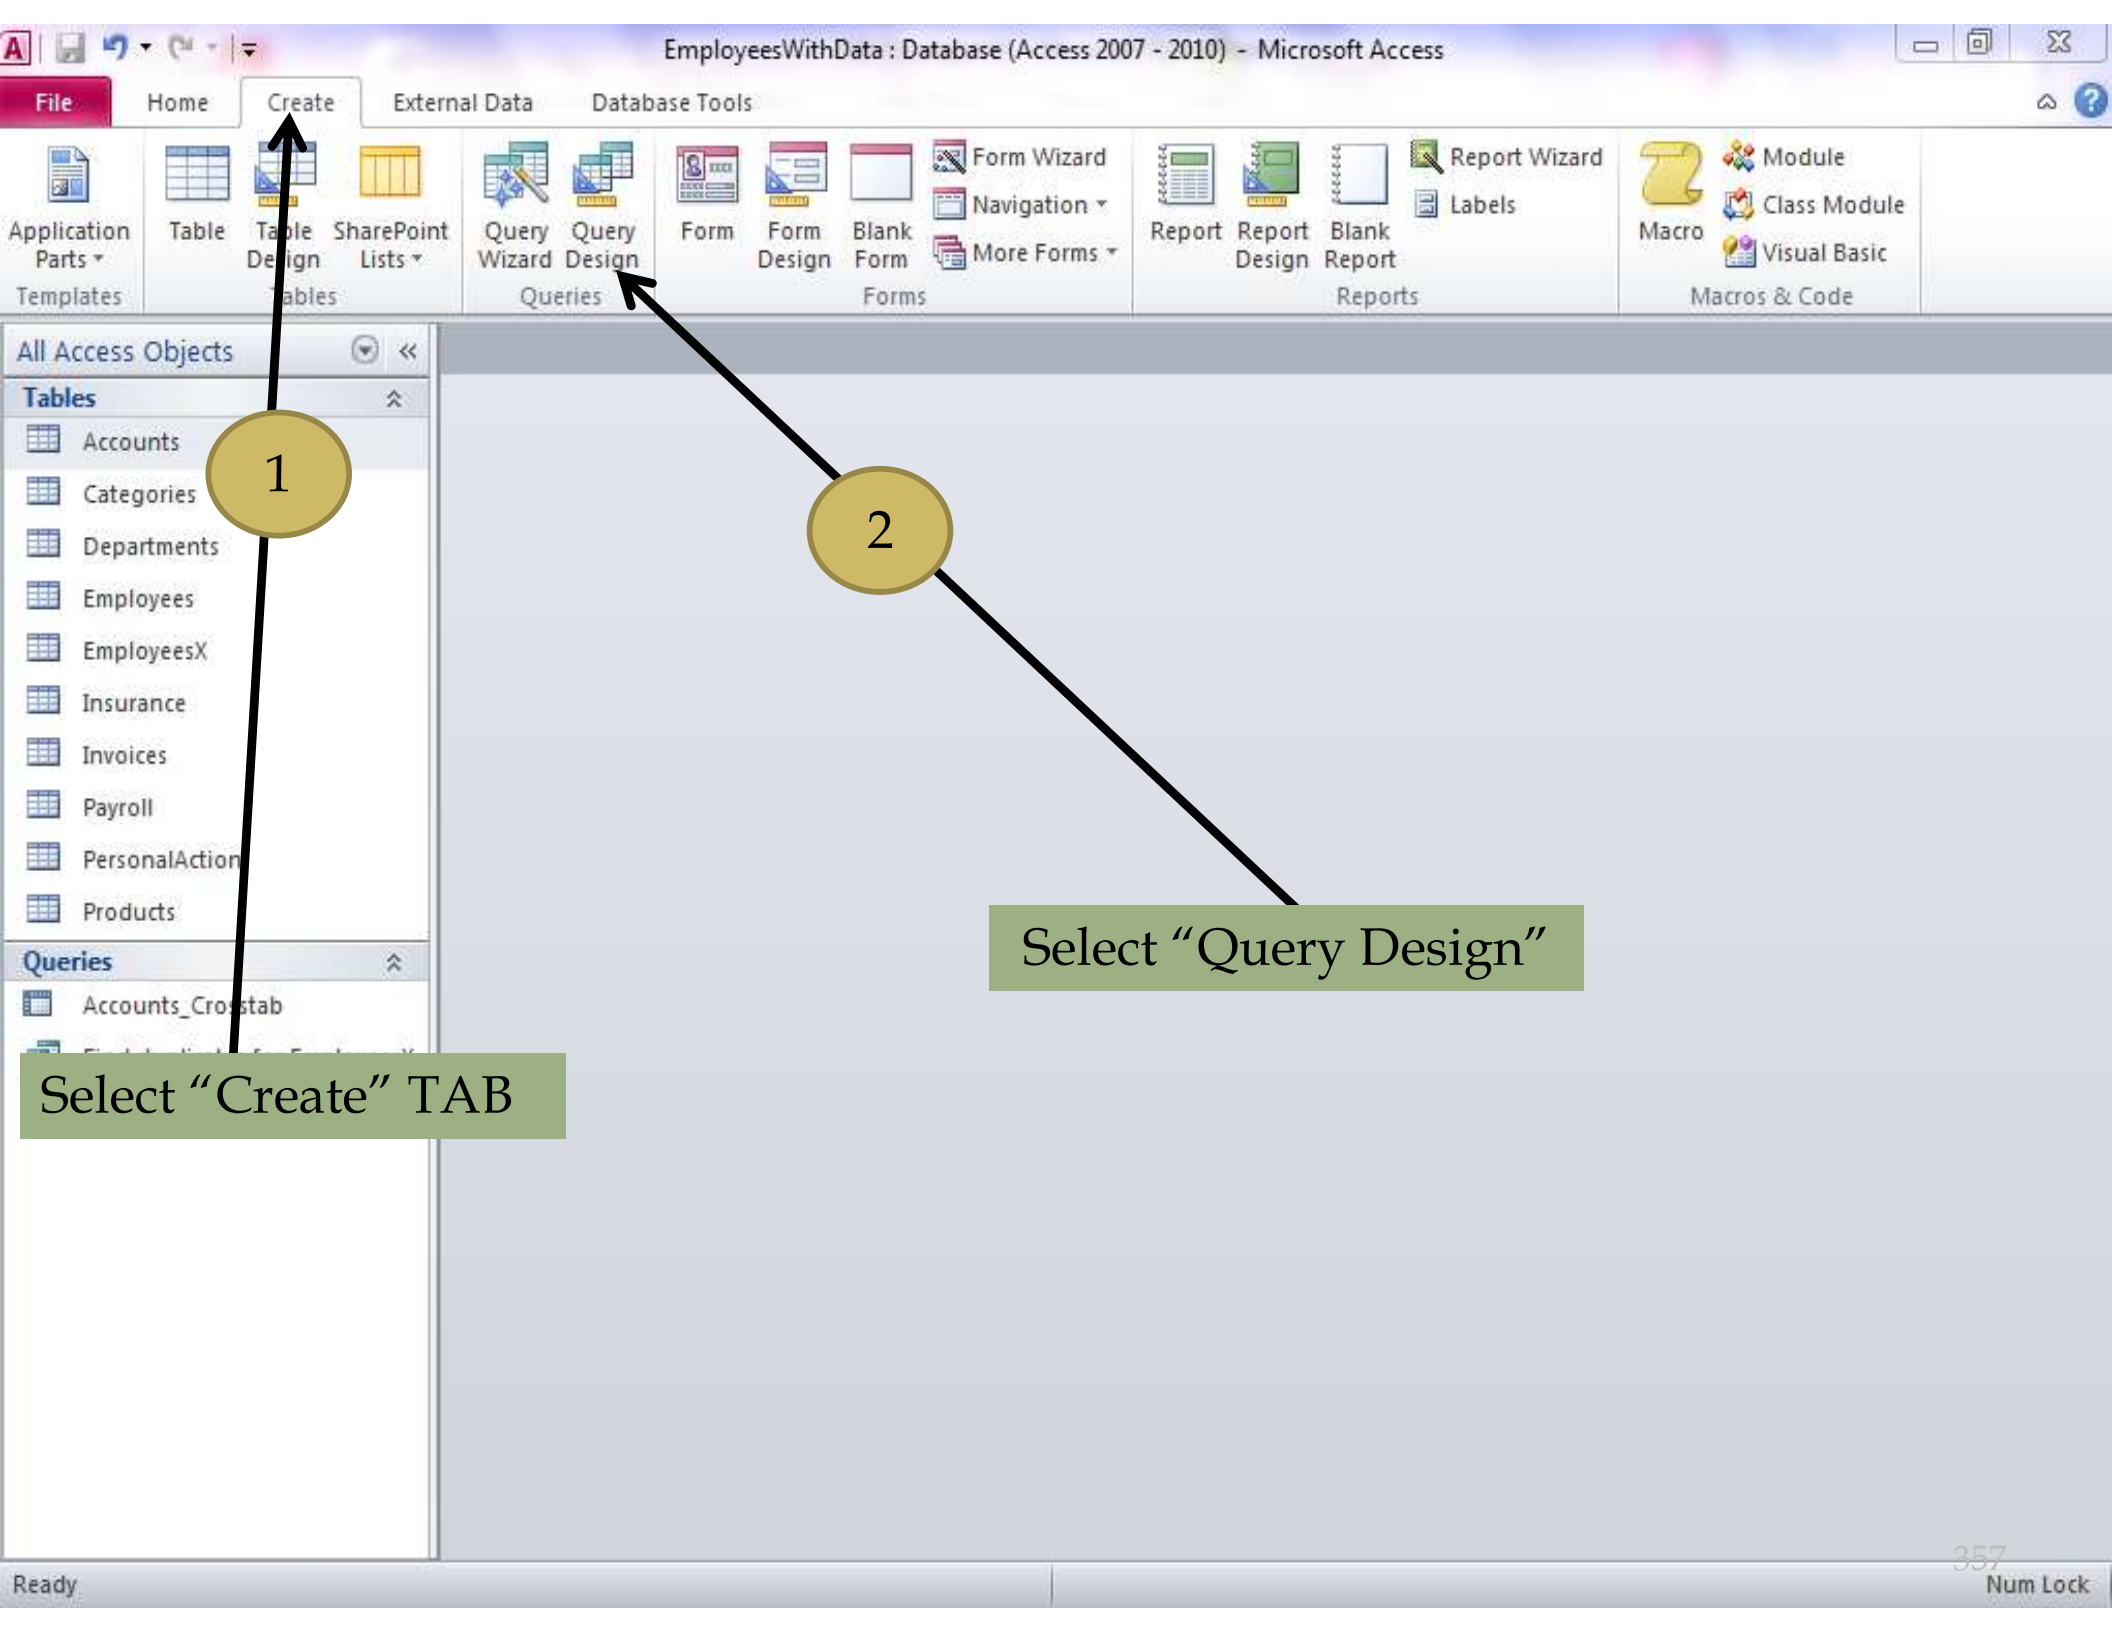 A
EmployeesWithData : Database (Access 2007 - 2010) - Microsoft Access
File Home Create External Data Database Tools
Application Parts
Table
Table Design
SharePoint Lists
Query Wizard
Query Design
Form
Form Design
Blank Form
Form Wizard
Navigation
More Forms
Report
Report Design
Blank Report
Report Wizard
Labels
Macro
Module
Class Module
Visual Basic
Templates Tables Queries Forms Reports Macros & Code
All Access Objects
Tables
Accounts
Categories
Departments
Employees
EmployeesX
Insurance
Invoices
Payroll
PersonalAction
Products
Queries
Accounts_Crosstab
1
2
Select “Query Design”
Select “Create” TAB
357
Ready
Num Lock